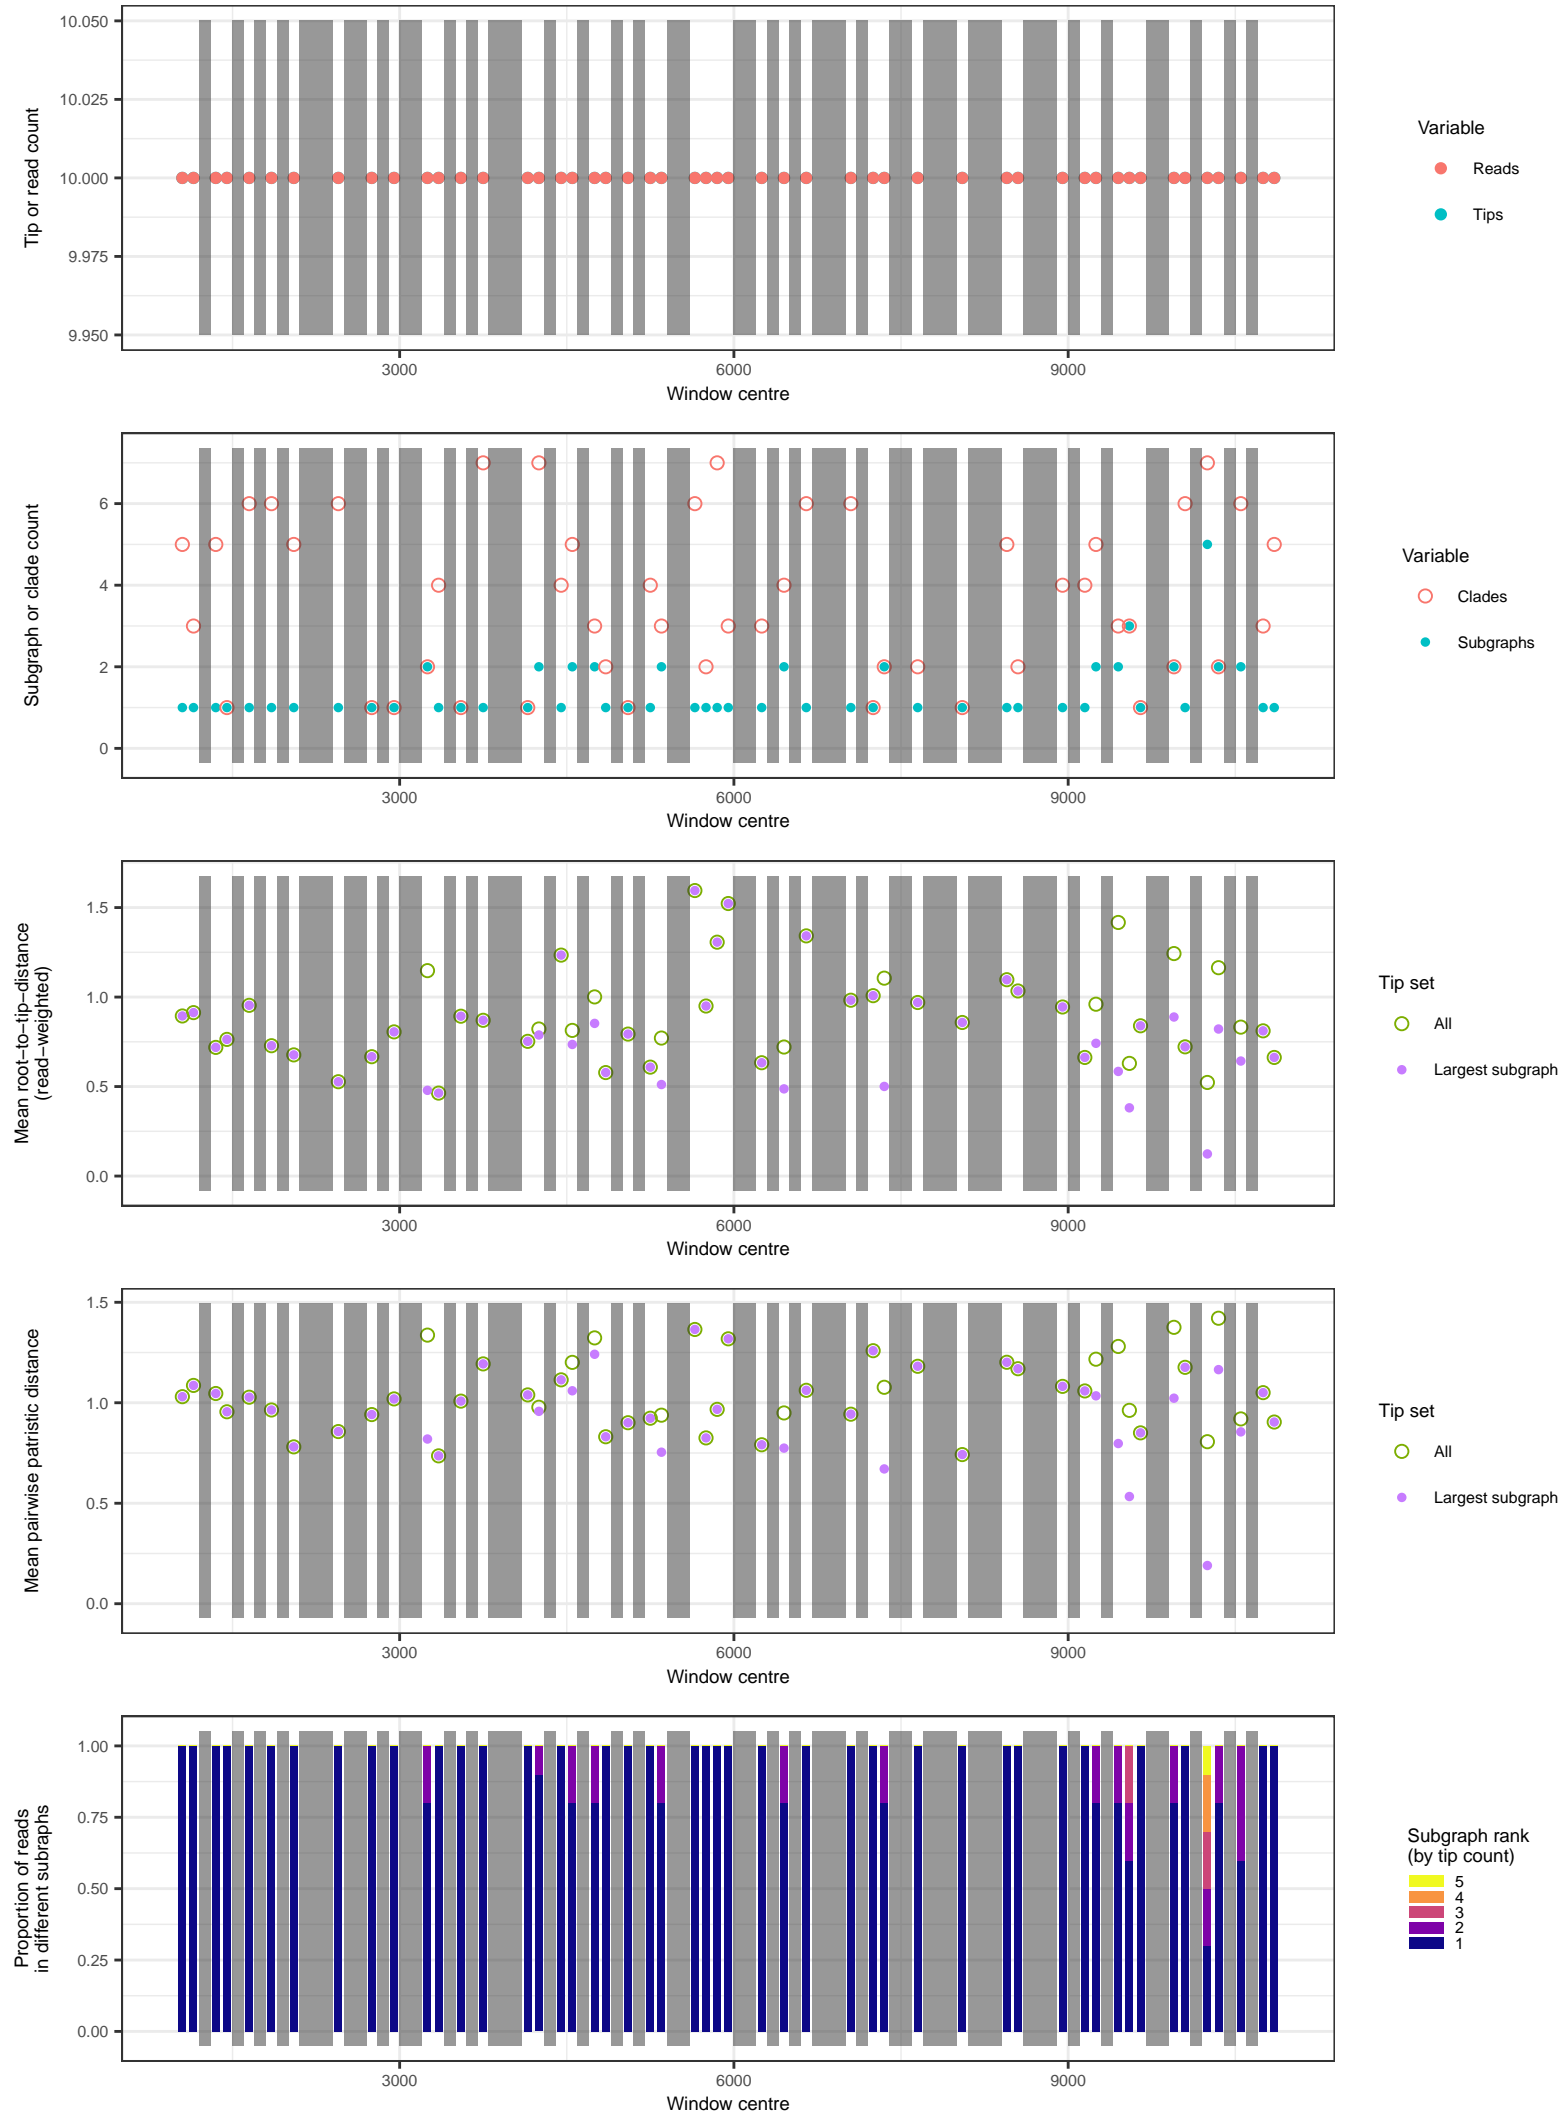 10.050
10.025
10.000
9.975
9.950
Tip or read count
3000 6000 9000
Window centre
Variable
Reads
Tips
6
4
2
0
Subgraph or clade count
3000 6000 9000
Window centre
Variable
Clades
Subgraphs
1.5
1.0
0.5
0.0
Mean root−to−tip−distance
(read−weighted)
3000 6000 9000
Window centre
Tip set
All
Largest subgraph
1.5
1.0
0.5
0.0
Mean pairwise patristic distance
3000 6000 9000
Window centre
Tip set
All
Largest subgraph
1.00
0.75
0.50
0.25
0.00
Proportion of reads
in different subraphs
3000 6000 9000
Window centre
Subgraph rank
(by tip count)
5
4
3
2
1